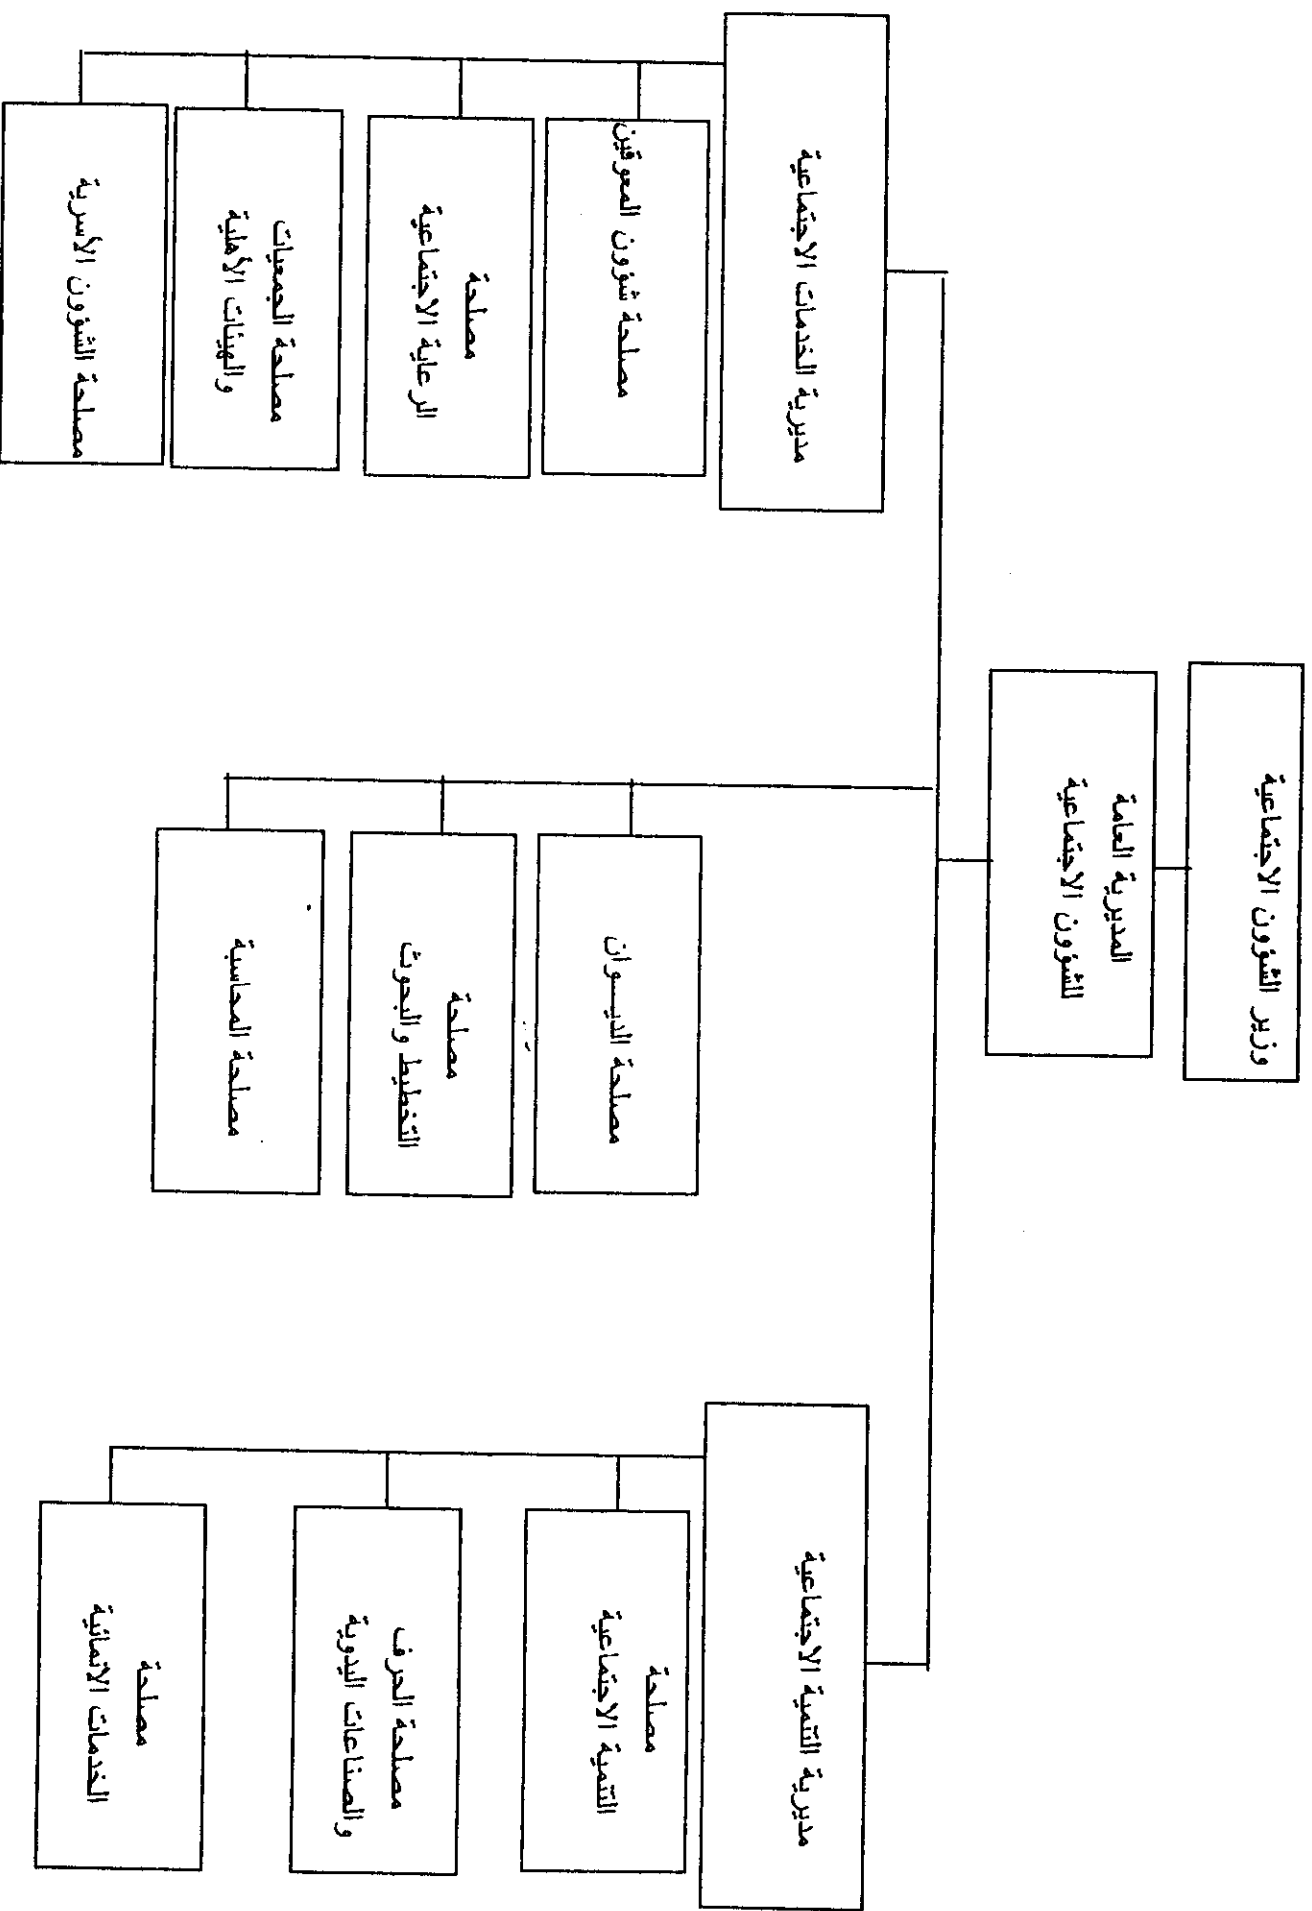 وزير الشؤون الاجتماعية
المديرية العامة
للشؤون الاجتماعية
مديرية التنمية الاجتماعية
مصلحة
التنمية الاجتماعية
مصلحة الحرف
والصناعات اليدوية
مصلحة
الخدمات الانمائية
مصلحة الديـــوان
مصلحة
التخطيط والبحوث
مصلحة المحاسبة
مديرية الخدمات الاجتماعية
مصلحة شؤون المعوقين
مصلحة
الرعاية الاجتماعية
مصلحة الجمعيات
والهيئات الأهلية
مصلحة الشؤون الأسرية